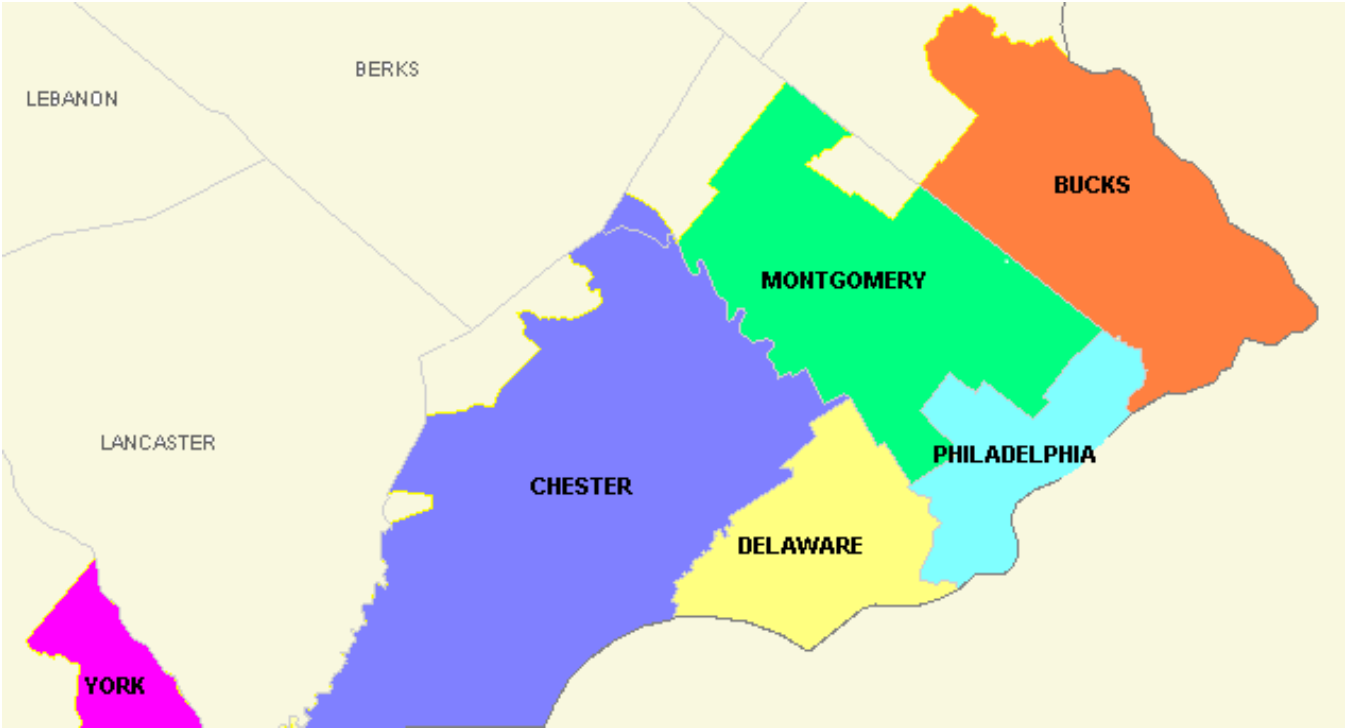 BERKS
LEBANON
BUCKS
MONTGOMERY
LANCASTER
PHILADELPHIA
CHESTER
DELAWARE
YORK